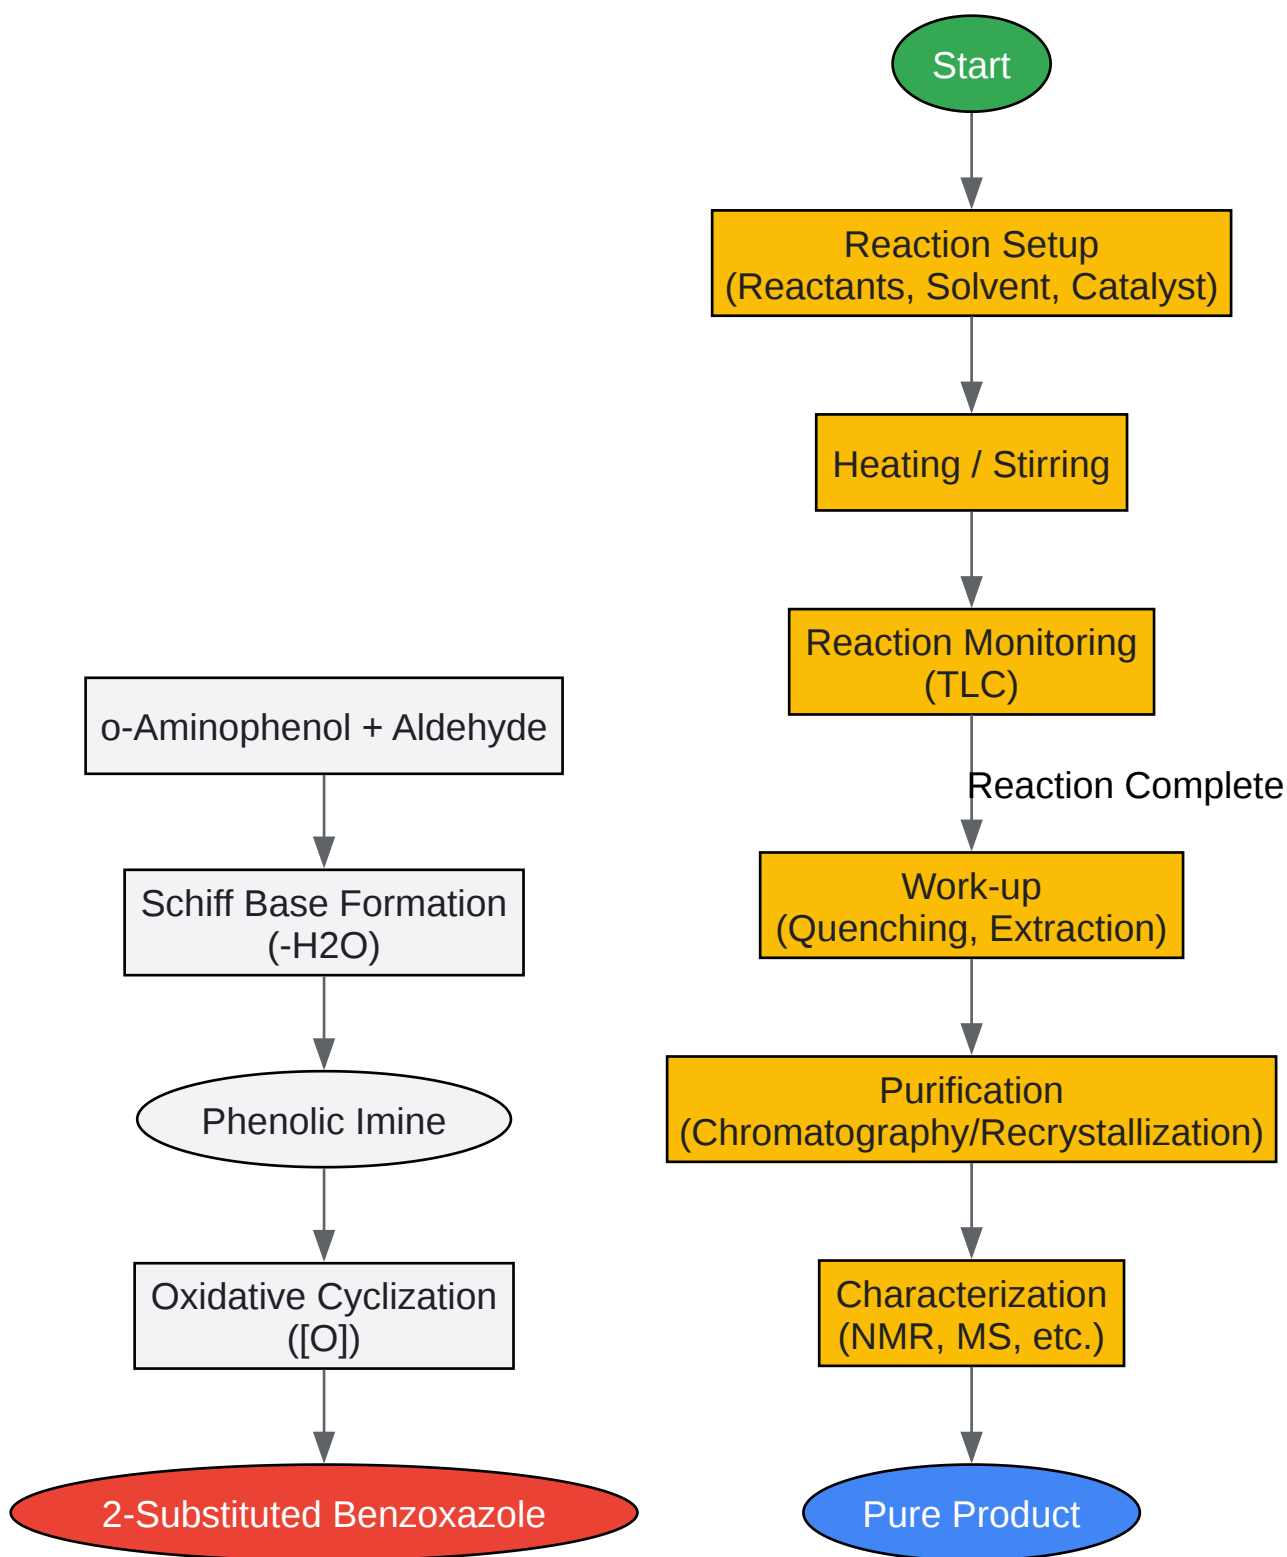 o-Aminophenol + Aldehyde
Schiff Base Formation
(-H2O)
Phenolic Imine
Oxidative Cyclization
([O])
2-Substituted Benzoxazole
Start
Reaction Setup
(Reactants, Solvent, Catalyst)
Heating / Stirring
Reaction Monitoring
(TLC)
Reaction Complete
Work-up
(Quenching, Extraction)
Purification
(Chromatography/Recrystallization)
Characterization
(NMR, MS, etc.)
Pure Product